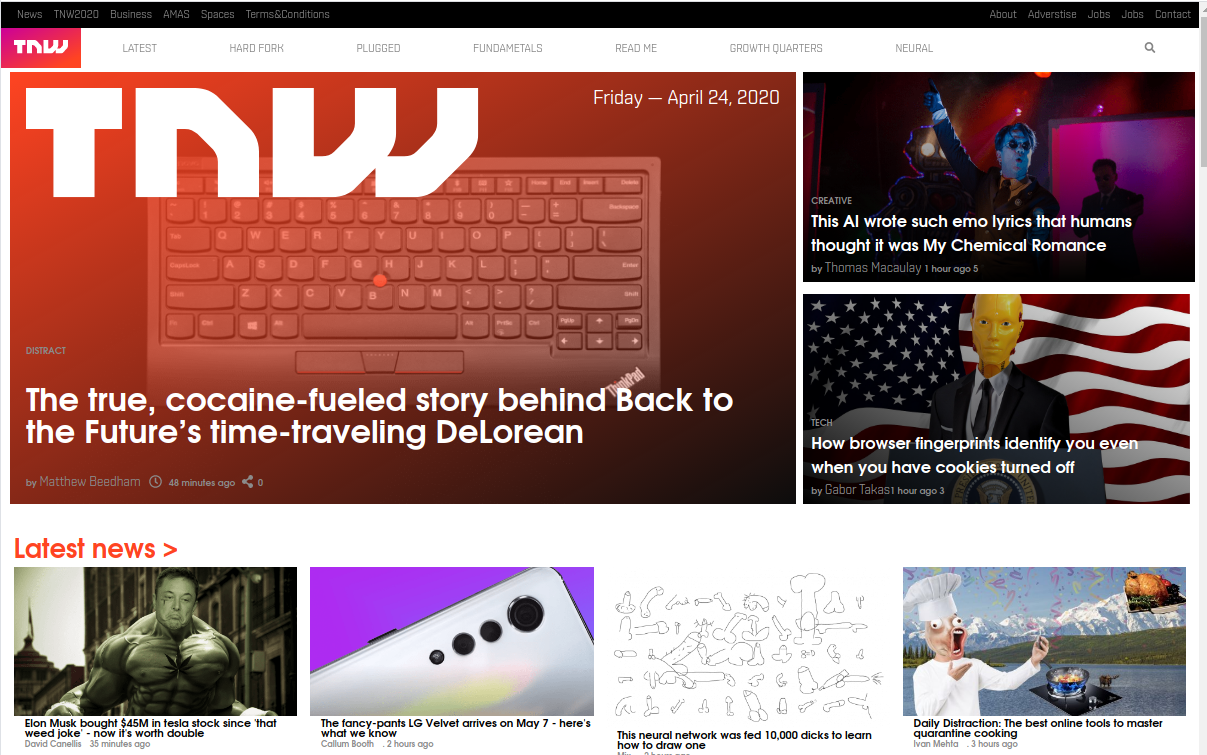 News TNW2020 Business AMAS Spaces Terms&Conditions
About Adverstise Jobs Jobs Contact
TNW
LATEST HARD FORK PLUGGED FUNDAMETALS READ ME GROWTH QUARTERS NEURAL
TNW
Friday — April 24, 2020
DISTRACT
ThinkPad
The true, cocaine-fueled story behind Back to
the Future's time-traveling DeLorean
by Matthew Beedham 48 minutes ago 0
CREATIVE
This AI wrote such emo lyrics that humans
thought it was My Chemical Romance
by Thomas Macaulay 1 hour ago 5
TECH
How browser fingerprints identify you even
when you have cookies turned off
by Gabor Takas1 hour ago 3
Latest news >
Elon Musk bought $45M in tesla stock since 'that
weed joke' - now it's worth double
David Canellis 35 minutes ago
The fancy-pants LG Velvet arrives on May 7 - here's
what we know
Callum Booth . 2 hours ago
This neural network was fed 10,000 dicks to learn
how to draw one
Daily Distraction: The best online tools to master
quarantine cooking
Ivan Mehta . 3 hours ago